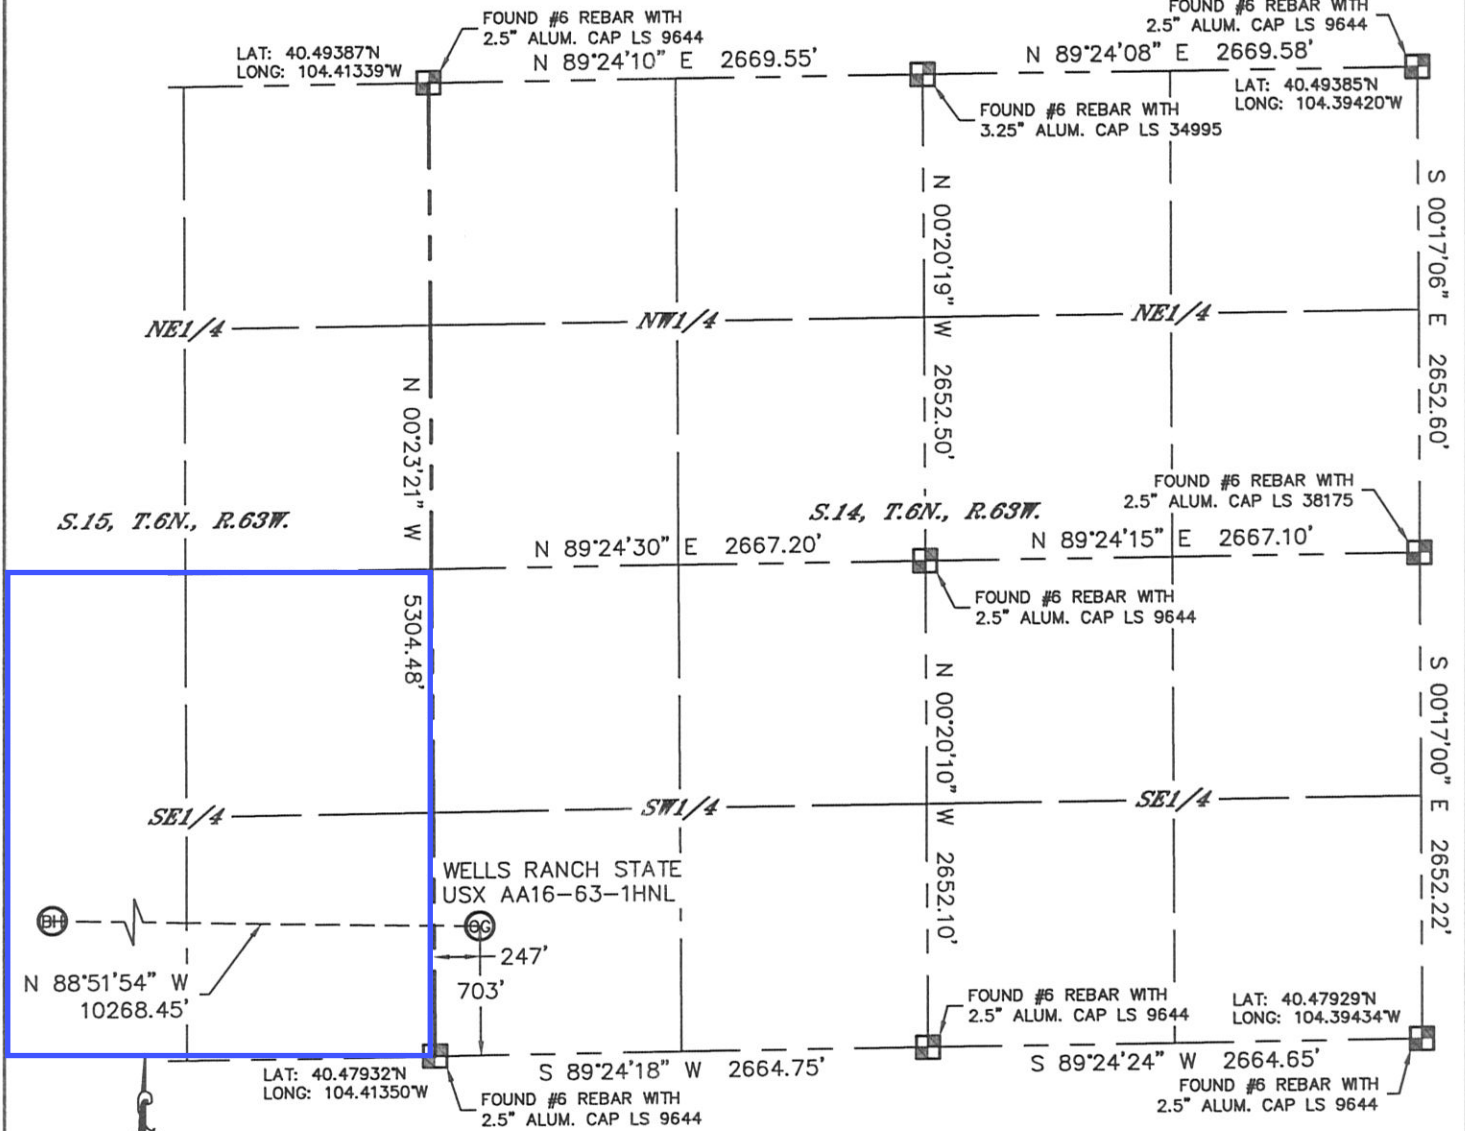 FOUND #6 REBAR WITH
2.5" ALUM. CAP LS 9644
FOUND #6 REBAR WITH
2.5" ALUM. CAP LS 9644
LAT: 40.49387°N
LONG: 104.41339°W
N 89°24'10" E 2669.55'
N 89°24'08" E 2669.58'
LAT: 40.49385°N
LONG: 104.39420°W
FOUND #6 REBAR WITH
3.25" ALUM. CAP LS 34995
N 00°20'19" W 2652.50'
S 00°17'06" E 2652.60'
NE1/4
NW1/4
NE1/4
N 00°23'21" W 5304.48'
FOUND #6 REBAR WITH
2.5" ALUM. CAP LS 38175
S.15, T.6N., R.63W.
S.14, T.6N., R.63W.
N 89°24'30" E 2667.20'
N 89°24'15" E 2667.10'
FOUND #6 REBAR WITH
2.5" ALUM. CAP LS 9644
N 00°20'10" W 2652.10'
S 00°17'00" E 2652.22'
SE1/4
SW1/4
SE1/4
WELLS RANCH STATE
USX AA16-63-1HNL
BH
OG
247'
703'
N 88°51'54" W
10268.45'
FOUND #6 REBAR WITH
2.5" ALUM. CAP LS 9644
LAT: 40.47929°N
LONG: 104.39434°W
S 89°24'18" W 2664.75'
S 89°24'24" W 2664.65'
LAT: 40.47932°N
LONG: 104.41350°W
FOUND #6 REBAR WITH
2.5" ALUM. CAP LS 9644
FOUND #6 REBAR WITH
2.5" ALUM. CAP LS 9644